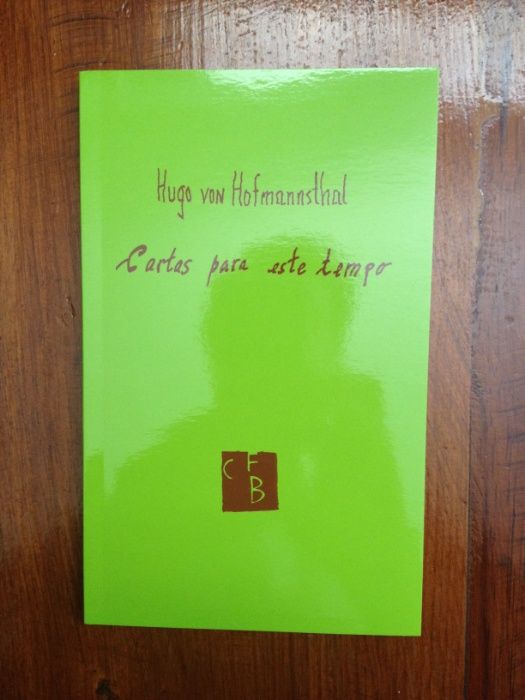 Hugo von Hofmannsthal
Cartas para este tempo
C F
B